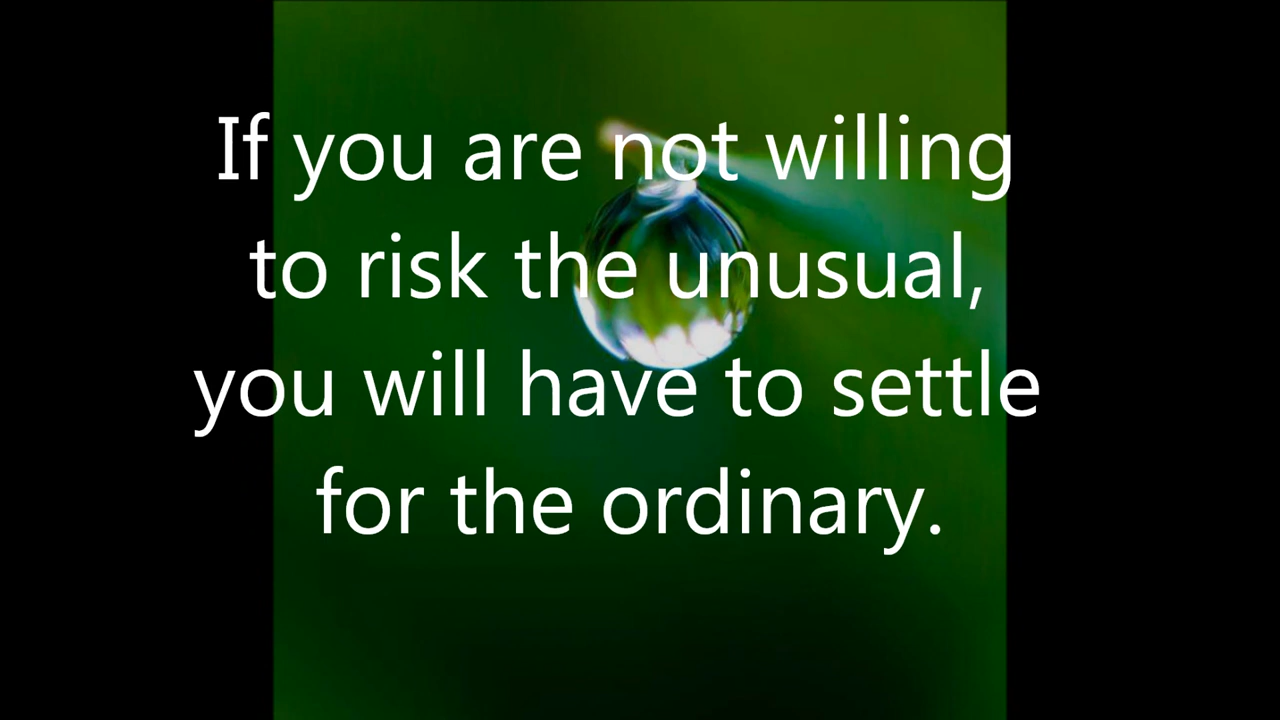 If you are not willing
to risk the unusual,
you will have to settle
for the ordinary.